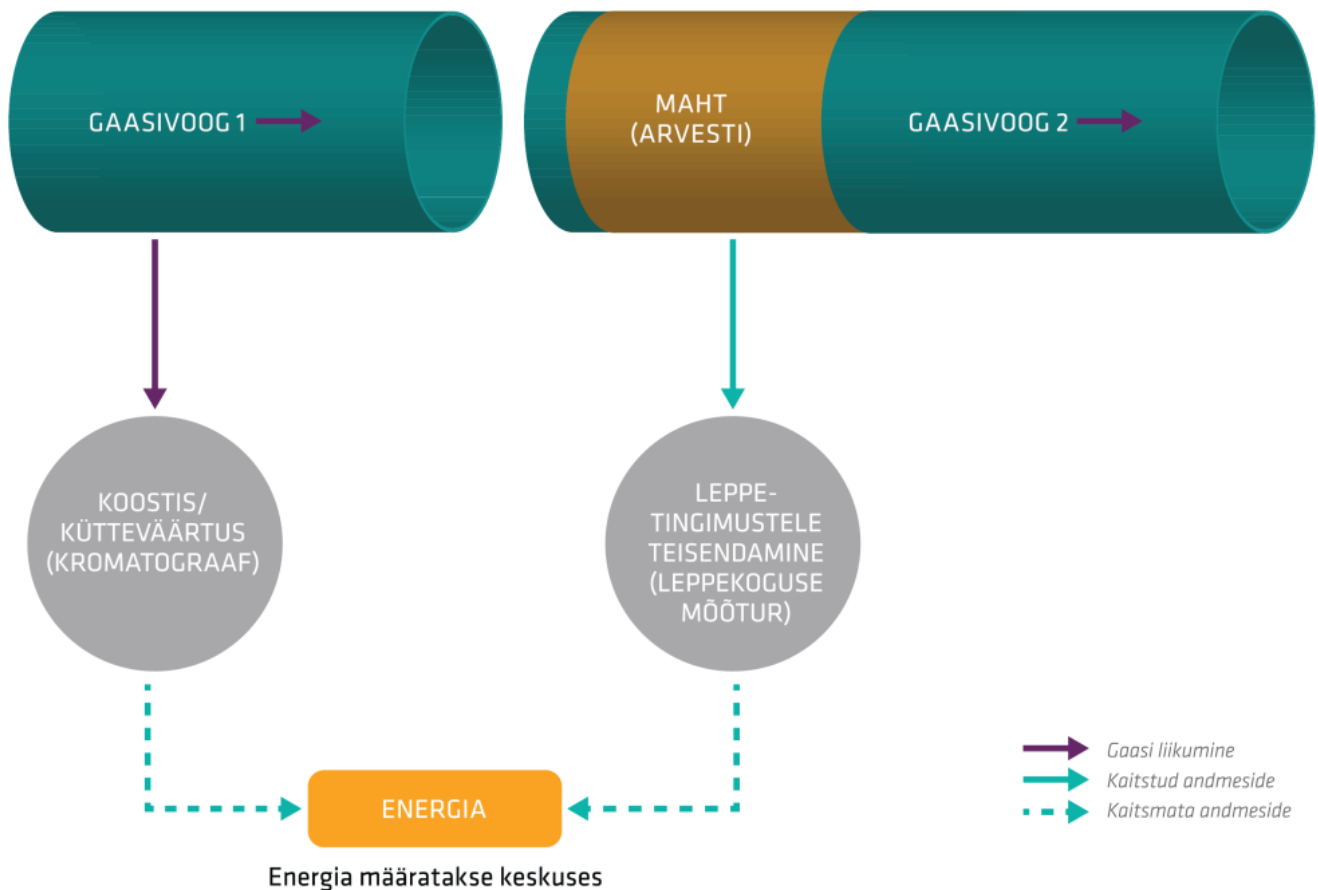 GAASIVOOG 1
MAHT
(ARVESTI)
GAASIVOOG 2
KOOSTIS/
KÜTTEVÄÄRTUS
(KROMATOGRAAF)
LEPPE-
TINGIMUSTELE
TEISENDAMINE
(LEPPEKOGUSE
MÕÕTUR)
ENERGIA
Energia määratakse keskuses
Gaasi liikumine
Kaitstud andmeside
Kaitsmata andmeside